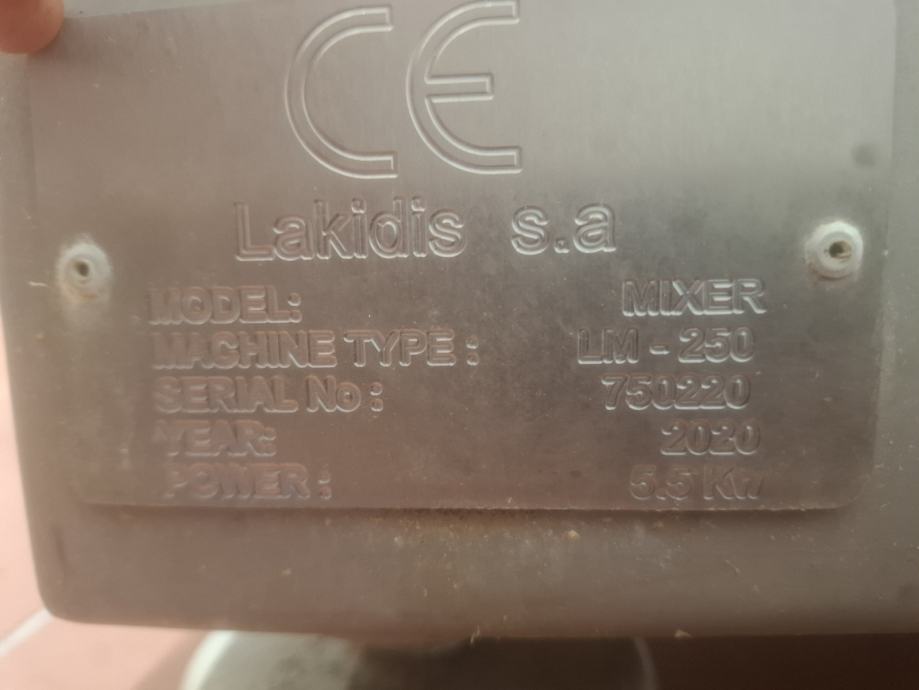 CE
Lakidis s.a
MODEL: MIXER
MACHINE TYPE : LM - 250
SERIAL No : 750220
YEAR: 2020
POWER : 5.5 Kw